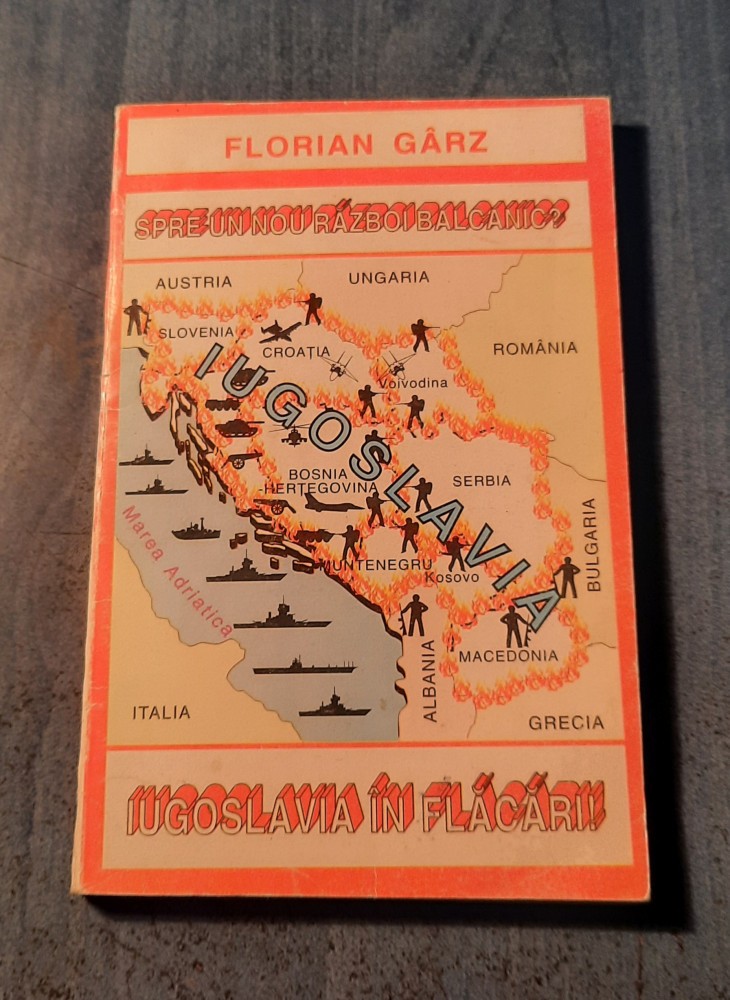 FLORIAN GÂRZ
SPRE UN NOU RĂZBOI BALCANIC?
AUSTRIA
UNGARIA
SLOVENIA
CROAȚIA
ROMÂNIA
Voivodina
IUGOSLAVIA
BOSNIA
HERȚEGOVINA
SERBIA
Marea Adriatica
MUNTENEGRU
Kosovo
BULGARIA
ALBANIA
MACEDONIA
ITALIA
GRECIA
IUGOSLAVIA ÎN FLĂCĂRI!